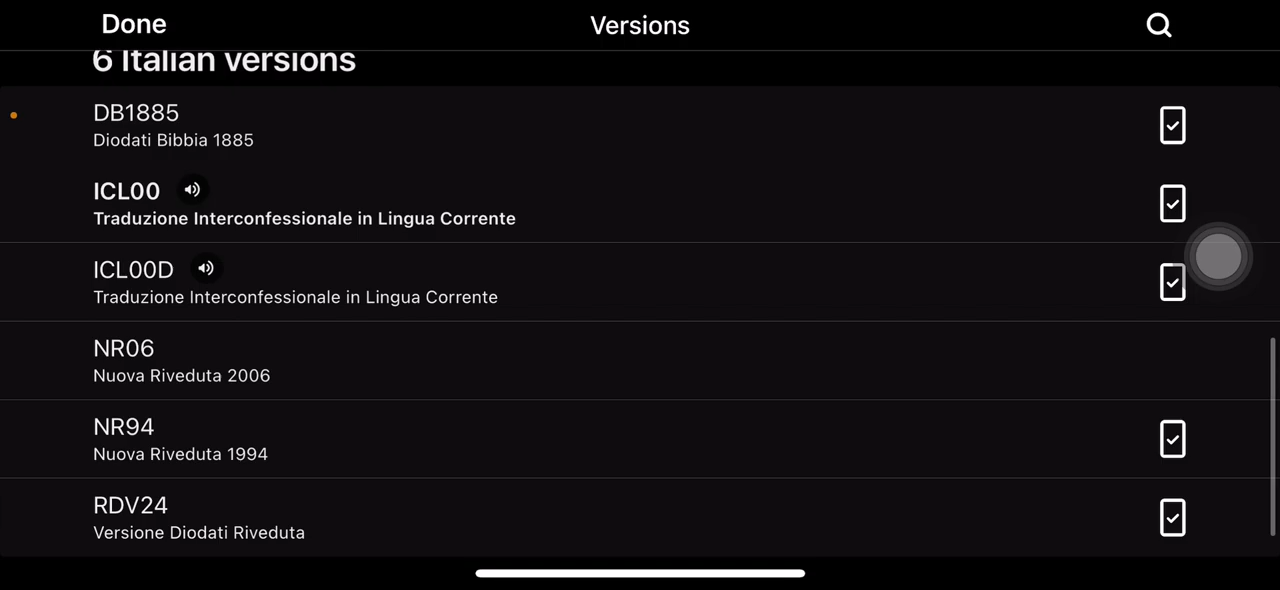 Done
Versions
6 Italian versions
DB1885
Diodati Bibbia 1885
ICL00
Traduzione Interconfessionale in Lingua Corrente
ICL00D
Traduzione Interconfessionale in Lingua Corrente
NR06
Nuova Riveduta 2006
NR94
Nuova Riveduta 1994
RDV24
Versione Diodati Riveduta